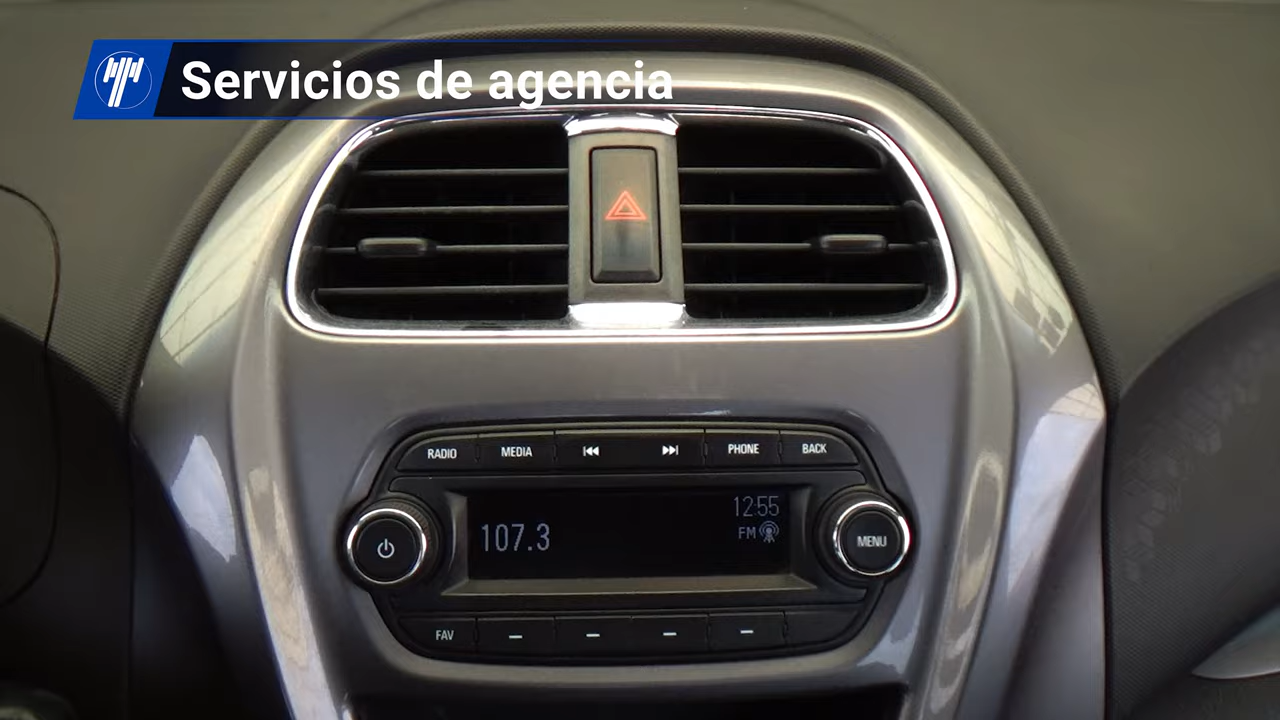 Servicios de agencia
RADIO MEDIA PHONE BACK
12:55
107.3 FM
MENU
FAV